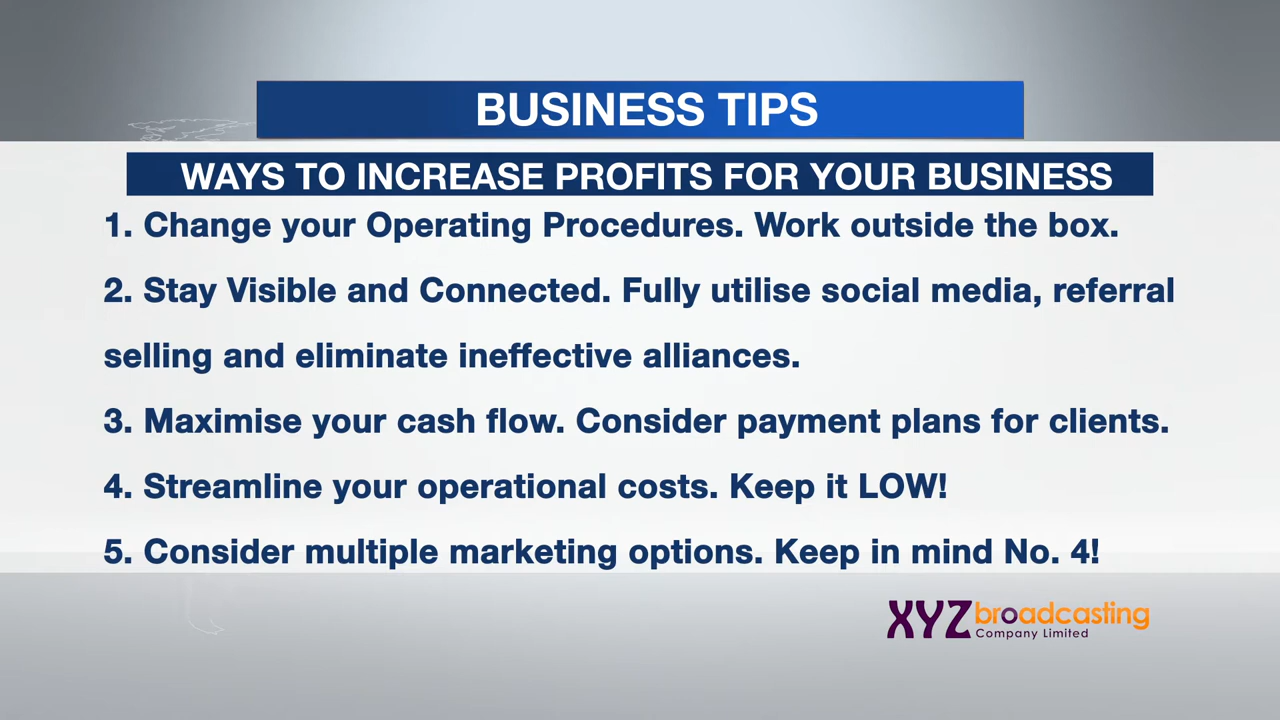 BUSINESS TIPS
WAYS TO INCREASE PROFITS FOR YOUR BUSINESS
1. Change your Operating Procedures. Work outside the box.
2. Stay Visible and Connected. Fully utilise social media, referral
selling and eliminate ineffective alliances.
3. Maximise your cash flow. Consider payment plans for clients.
4. Streamline your operational costs. Keep it LOW!
5. Consider multiple marketing options. Keep in mind No. 4!
XYZ broadcasting
Company Limited